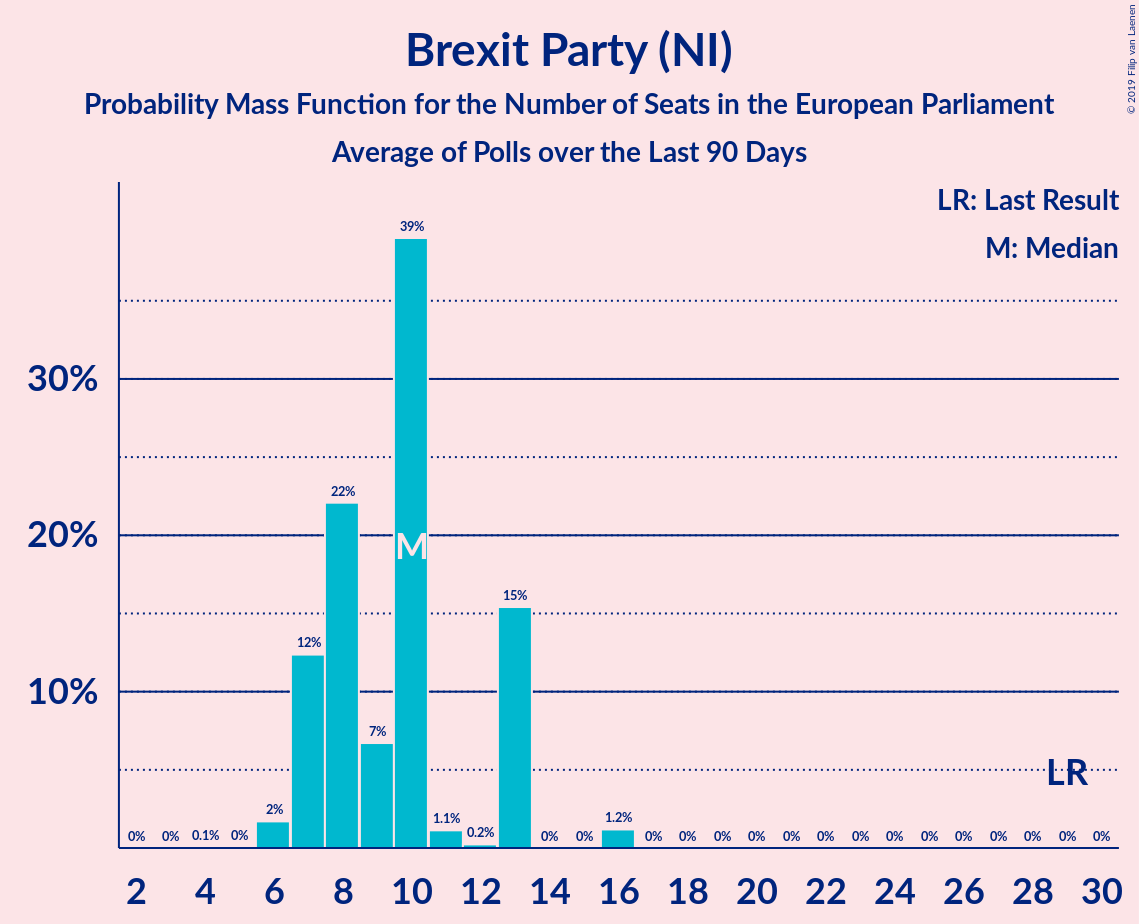 Brexit Party (NI)
Probability Mass Function for the Number of Seats in the European Parliament
Average of Polls over the Last 90 Days
© 2019 Filip van Laenen
LR: Last Result
M: Median
39%
30%
22%
20%
M
15%
12%
10%
7%
LR
0% 0% 0.1% 0% 2% 1.1% 0.2% 0% 0% 1.2% 0% 0% 0% 0% 0% 0% 0% 0% 0% 0% 0% 0% 0% 0%
2 4 6 8 10 12 14 16 18 20 22 24 26 28 30